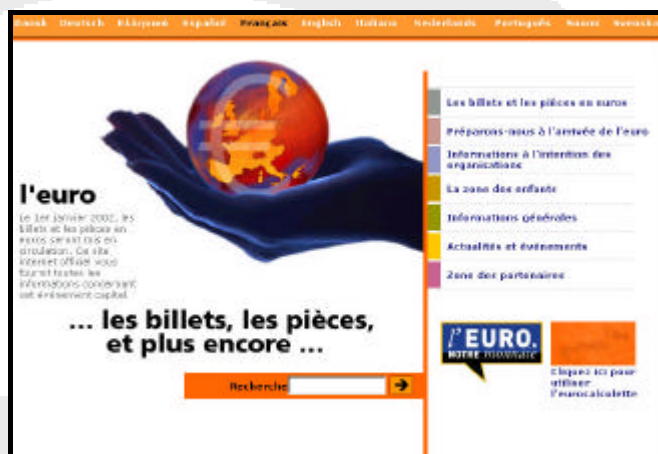 Dansk Deutsch Ελληνικά Español Français English Italiano Nederlands Português Suomi Svenska
l'euro
Le 1er janvier 2002, les
billets et les pièces en
euros seront mis en
circulation. Ce site
internet officiel vous
fournit toutes les
informations concernant
cet événement capital.
... les billets, les pièces,
et plus encore ...
Recherche
Les billets et les pièces en euros
Préparons-nous à l'arrivée de l'euro
Informations à l'intention des
organisations
La zone des enfants
Informations générales
Actualités et événements
Zone des partenaires
l'EURO.
NOTRE monnaie
Cliquez ici pour
utiliser
l'eurocalculette